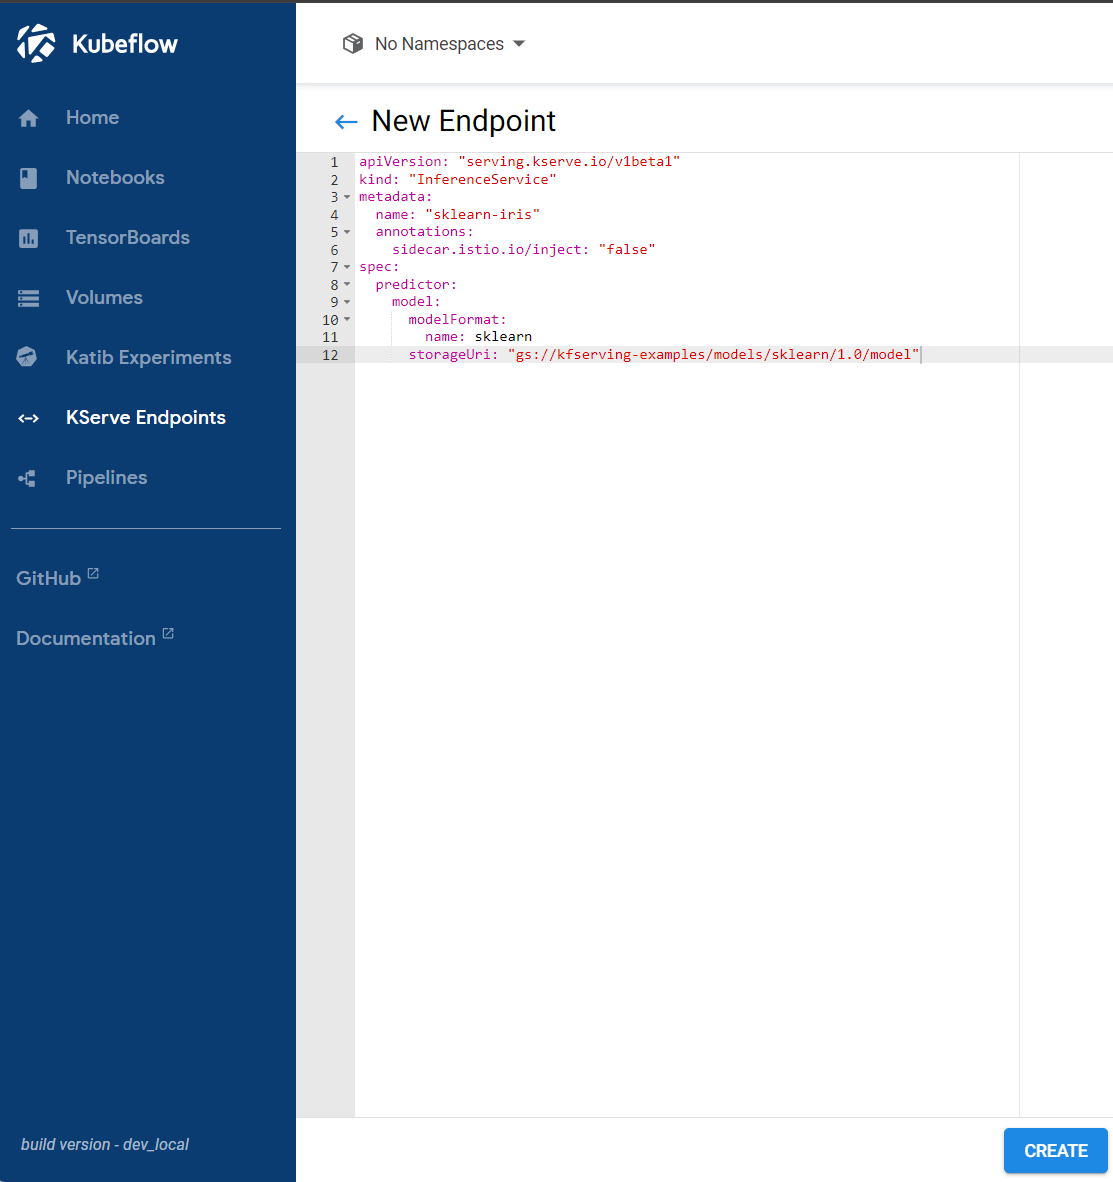 Kubeflow
Home
Notebooks
TensorBoards
Volumes
Katib Experiments
KServe Endpoints
Pipelines
GitHub
Documentation
build version - dev_local
No Namespaces
New Endpoint
1 apiVersion: "serving.kserve.io/v1beta1"
2 kind: "InferenceService"
3 metadata:
4   name: "sklearn-iris"
5   annotations:
6     sidecar.istio.io/inject: "false"
7 spec:
8   predictor:
9     model:
10       modelFormat:
11         name: sklearn
12       storageUri: "gs://kfserving-examples/models/sklearn/1.0/model"
CREATE